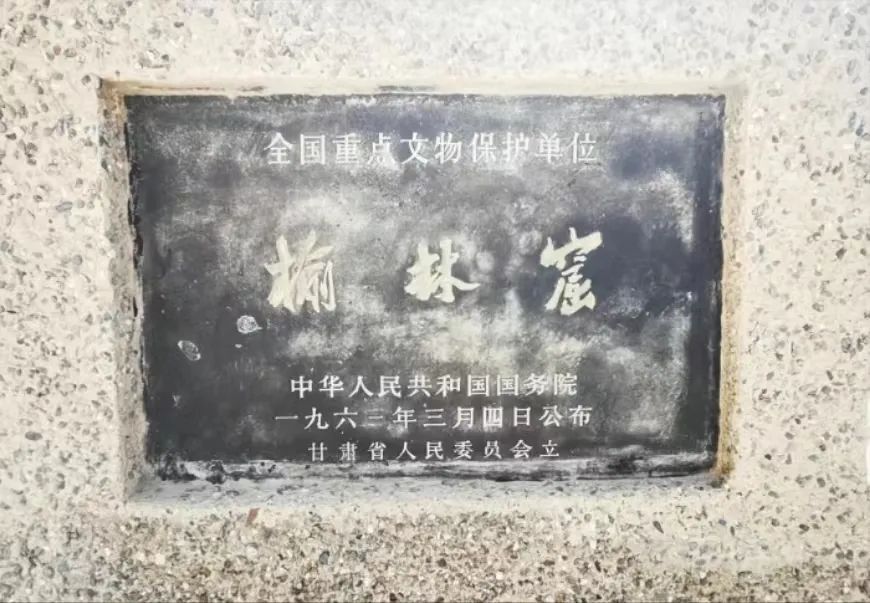 全国重点文物保护单位
榆林窟
中华人民共和国国务院
一九六三年三月四日公布
甘肃省人民委员会立